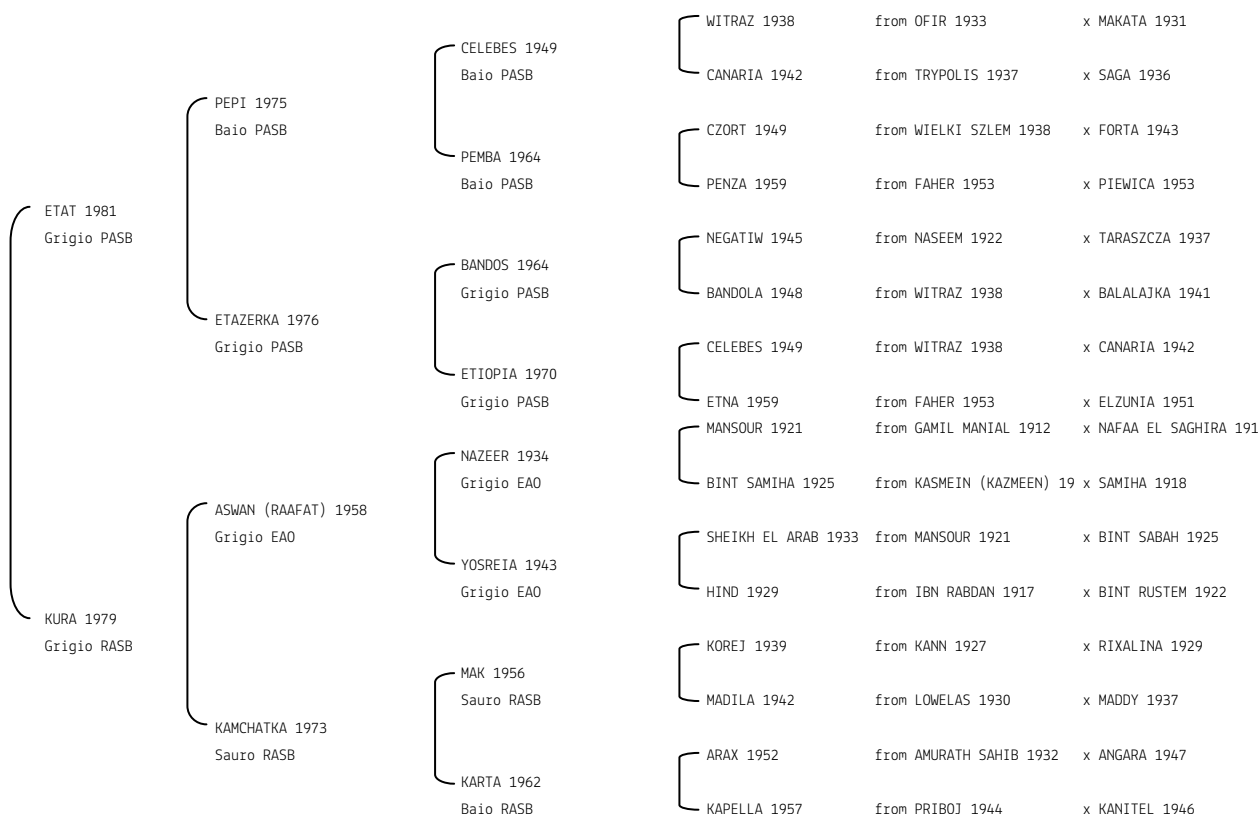 WITRAZ 1938 from OFIR 1933 x MAKATA 1931
CELEBES 1949
Baio PASB
CANARIA 1942 from TRYPOLIS 1937 x SAGA 1936
PEPI 1975
Baio PASB
CZORT 1949 from WIELKI SZLEM 1938 x FORTA 1943
PEMBA 1964
Baio PASB
PENZA 1959 from FAHER 1953 x PIEWICA 1953
ETAT 1981
Grigio PASB
NEGATIW 1945 from NASEEM 1922 x TARASZCZA 1937
BANDOS 1964
Grigio PASB
BANDOLA 1948 from WITRAZ 1938 x BALALAJKA 1941
ETAZERKA 1976
Grigio PASB
CELEBES 1949 from WITRAZ 1938 x CANARIA 1942
ETIOPIA 1970
Grigio PASB
ETNA 1959 from FAHER 1953 x ELZUNIA 1951
MANSOUR 1921 from GAMIL MANIAL 1912 x NAFAA EL SAGHIRA 191
NAZEER 1934
Grigio EAO
BINT SAMIHA 1925 from KASMEIN (KAZMEEN) 19 x SAMIHA 1918
ASWAN (RAAFAT) 1958
Grigio EAO
SHEIKH EL ARAB 1933 from MANSOUR 1921 x BINT SABAH 1925
YOSREIA 1943
Grigio EAO
HIND 1929 from IBN RABDAN 1917 x BINT RUSTEM 1922
KURA 1979
Grigio RASB
KOREJ 1939 from KANN 1927 x RIXALINA 1929
MAK 1956
Sauro RASB
MADILA 1942 from LOWELAS 1930 x MADDY 1937
KAMCHATKA 1973
Sauro RASB
ARAX 1952 from AMURATH SAHIB 1932 x ANGARA 1947
KARTA 1962
Baio RASB
KAPELLA 1957 from PRIBOJ 1944 x KANITEL 1946